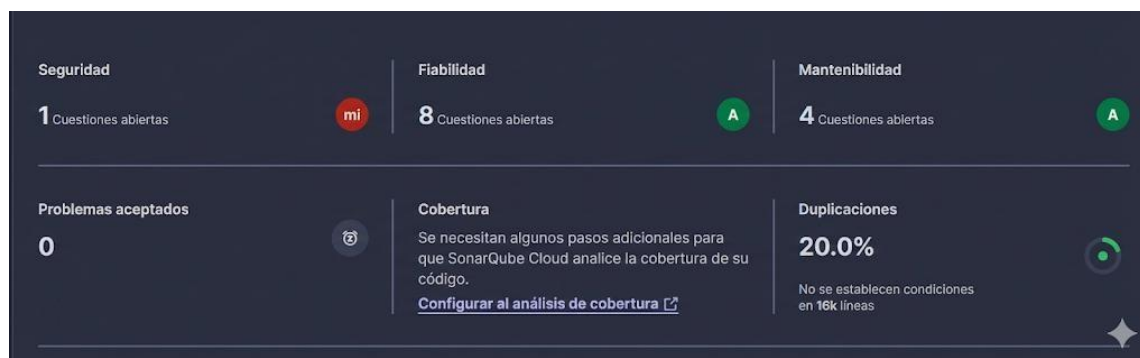 Seguridad
1 Cuestiones abiertas
mi
Fiabilidad
8 Cuestiones abiertas
A
Mantenibilidad
4 Cuestiones abiertas
A
Problemas aceptados
0
Cobertura
Se necesitan algunos pasos adicionales para
que SonarQube Cloud analice la cobertura de su
código.
Configurar al análisis de cobertura
Duplicaciones
20.0%
No se establecen condiciones
en 16k líneas